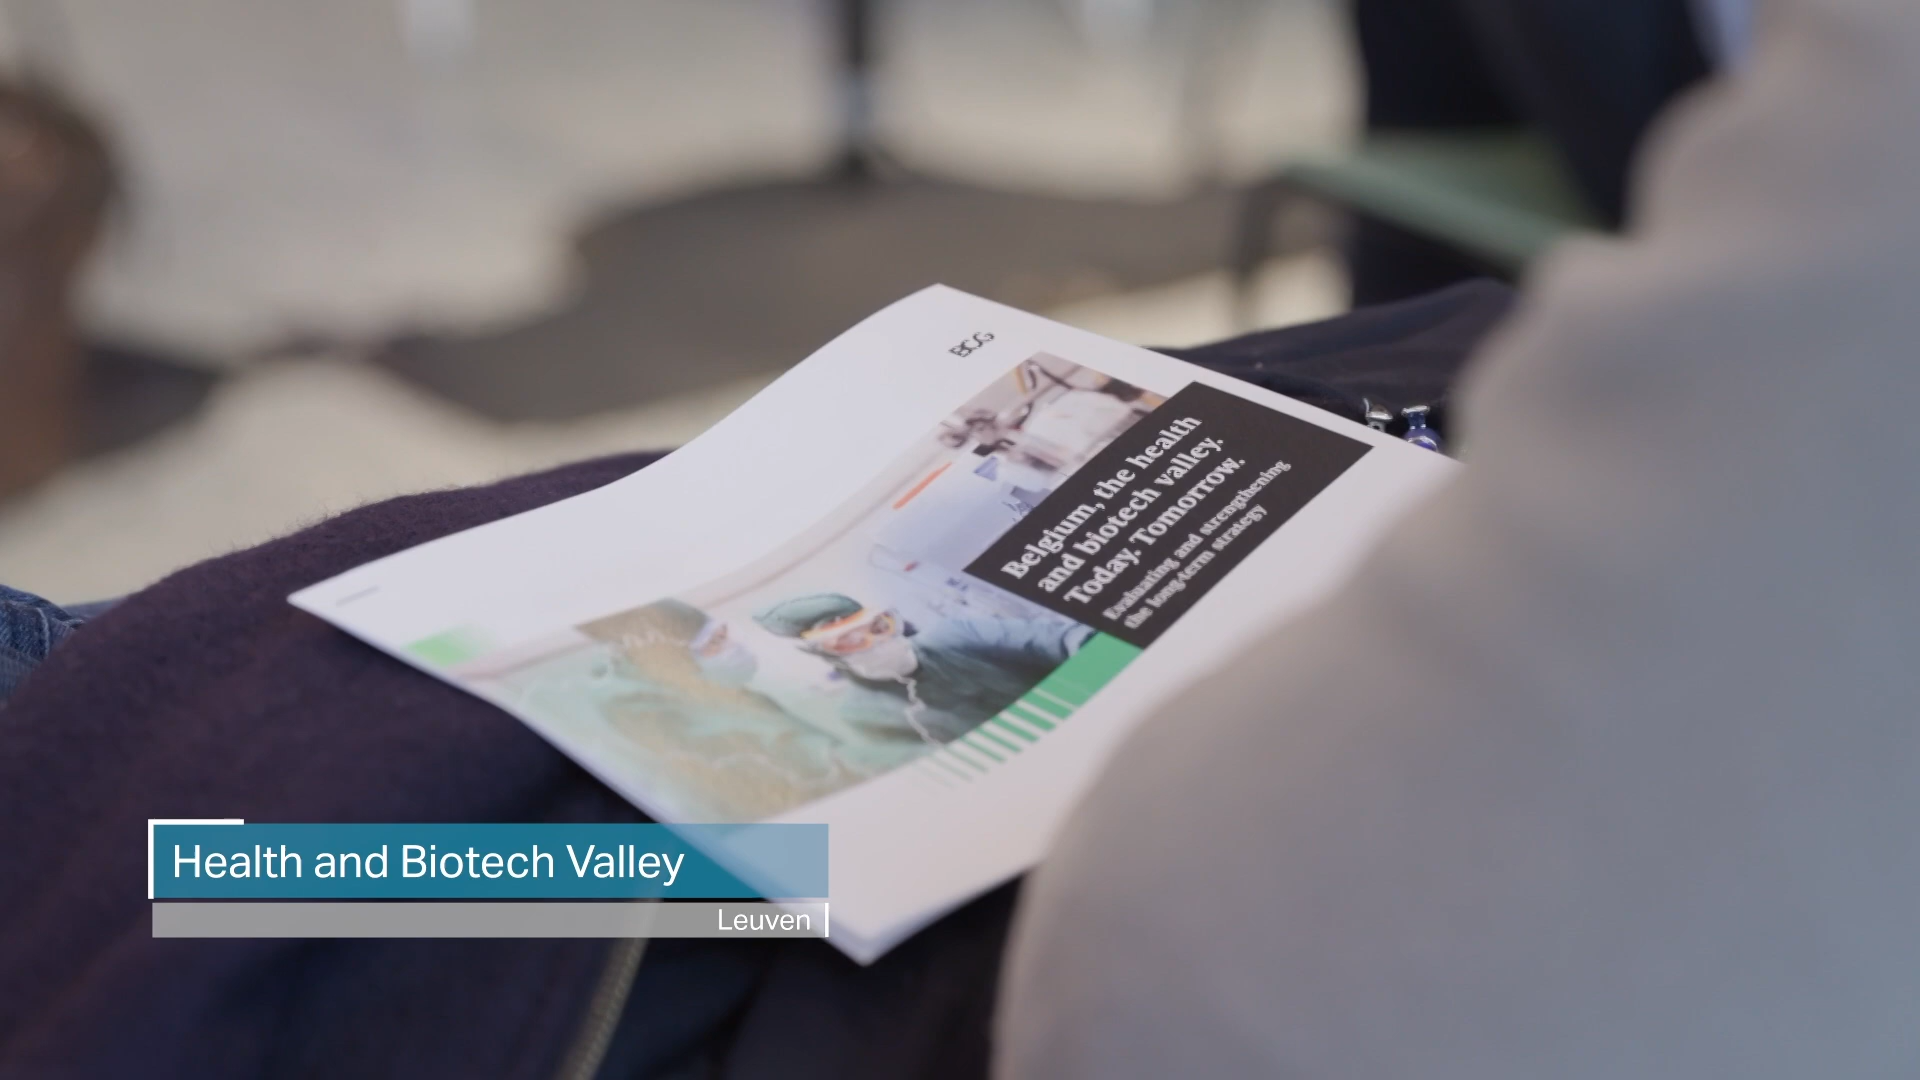 BCG
Belgium, the health
and biotech valley.
Today. Tomorrow.
Evaluating and strengthening
the long-term strategy
Health and Biotech Valley
Leuven